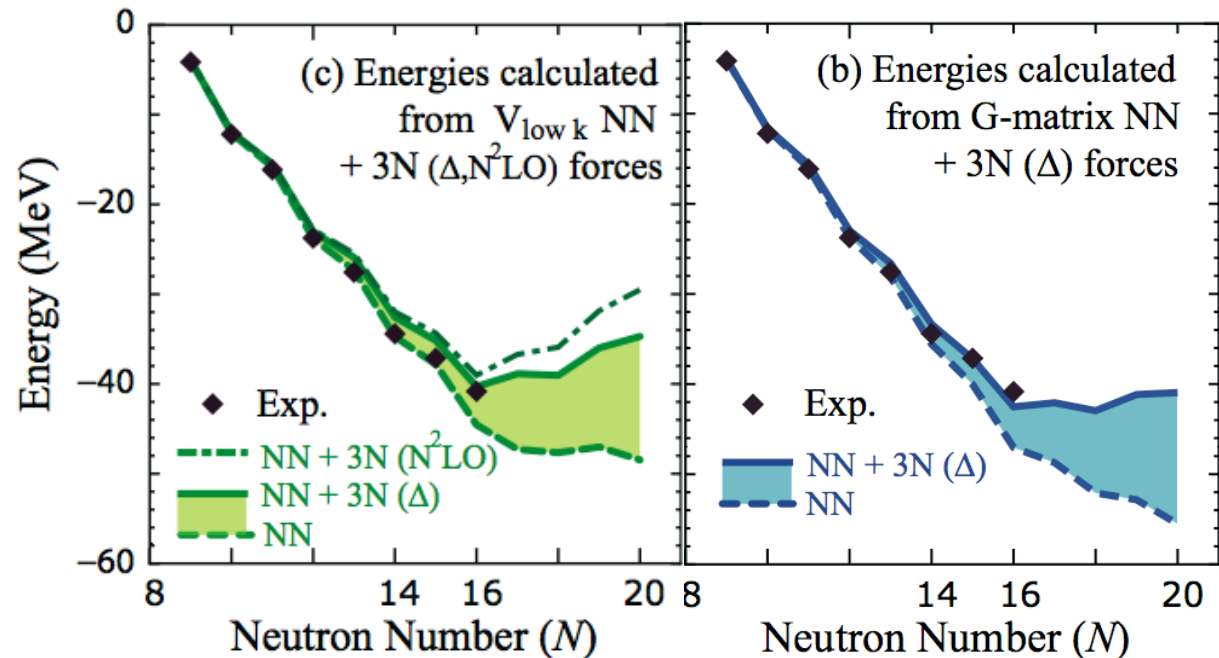 0
−20
−40
−60
Energy (MeV)
(c) Energies calculated
from V_low k NN
+ 3N (Δ,N²LO) forces
Exp.
NN + 3N (N²LO)
NN + 3N (Δ)
NN
8
14
16
20
Neutron Number (N)
(b) Energies calculated
from G-matrix NN
+ 3N (Δ) forces
Exp.
NN + 3N (Δ)
NN
8
14
16
20
Neutron Number (N)